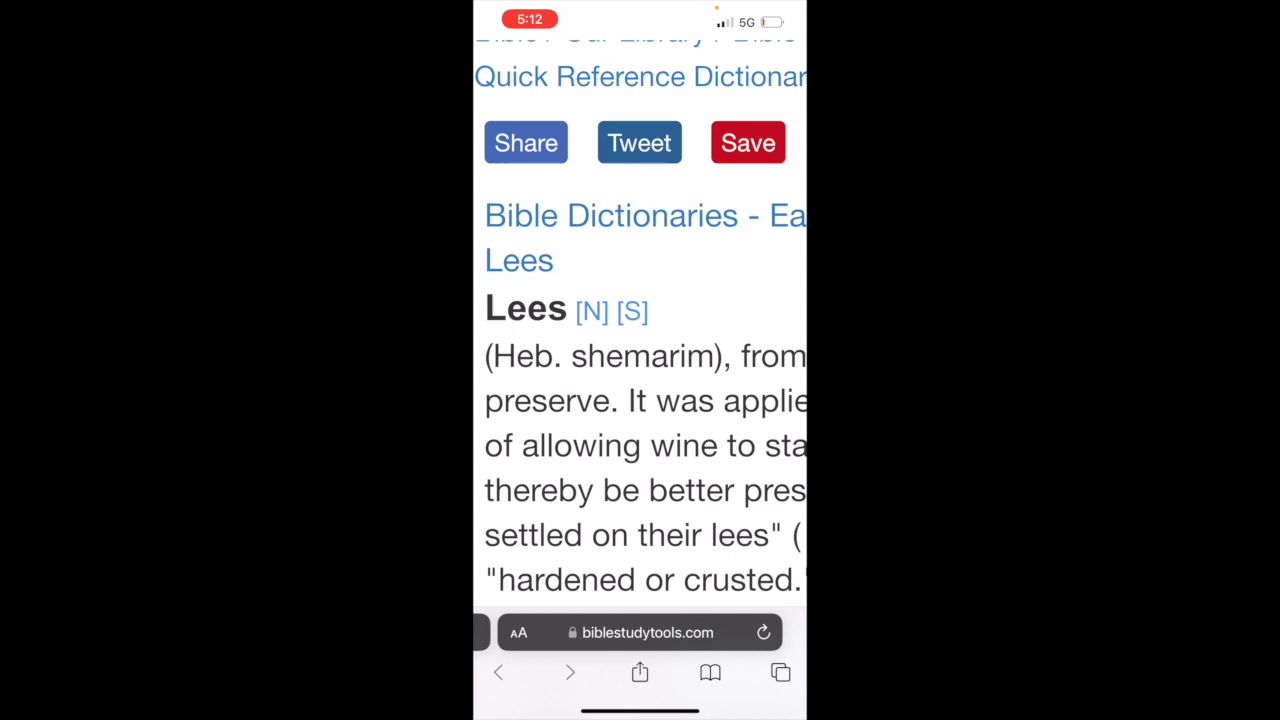 5:12
5G
Quick Reference Dictionar
Share
Tweet
Save
Bible Dictionaries - Ea
Lees
Lees [N] [S]
(Heb. shemarim), from
preserve. It was applie
of allowing wine to sta
thereby be better pres
settled on their lees" (
"hardened or crusted.
AA
biblestudytools.com